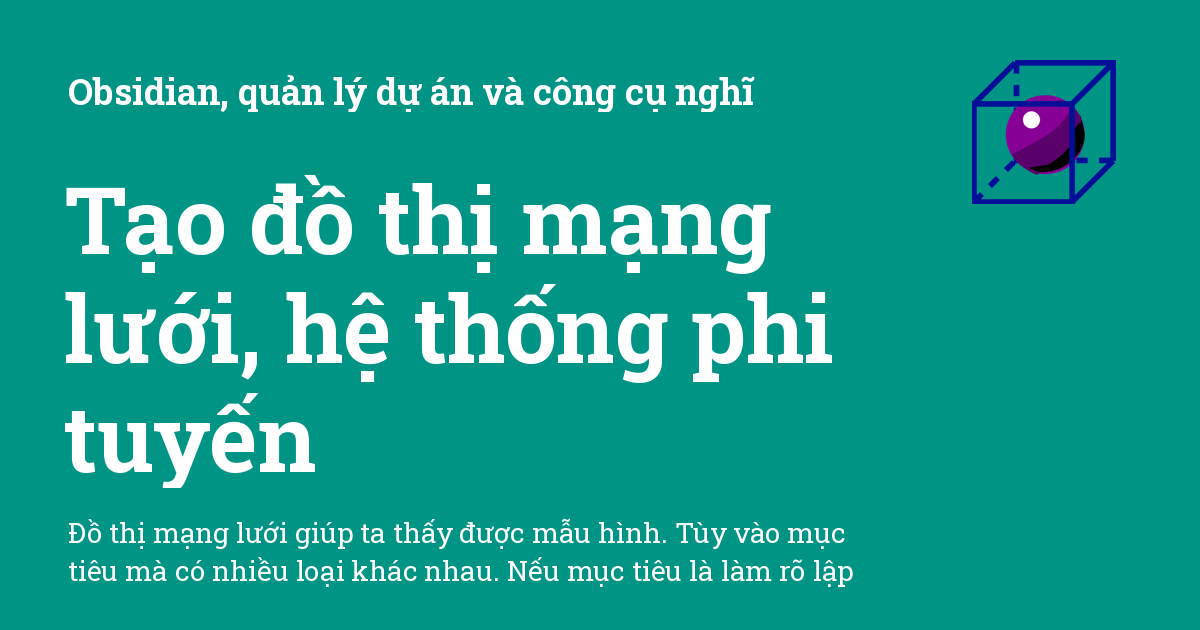 Obsidian, quản lý dự án và công cụ nghĩ
Tạo đồ thị mạng
lưới, hệ thống phi
tuyến
Đồ thị mạng lưới giúp ta thấy được mẫu hình. Tùy vào mục
tiêu mà có nhiều loại khác nhau. Nếu mục tiêu là làm rõ lập